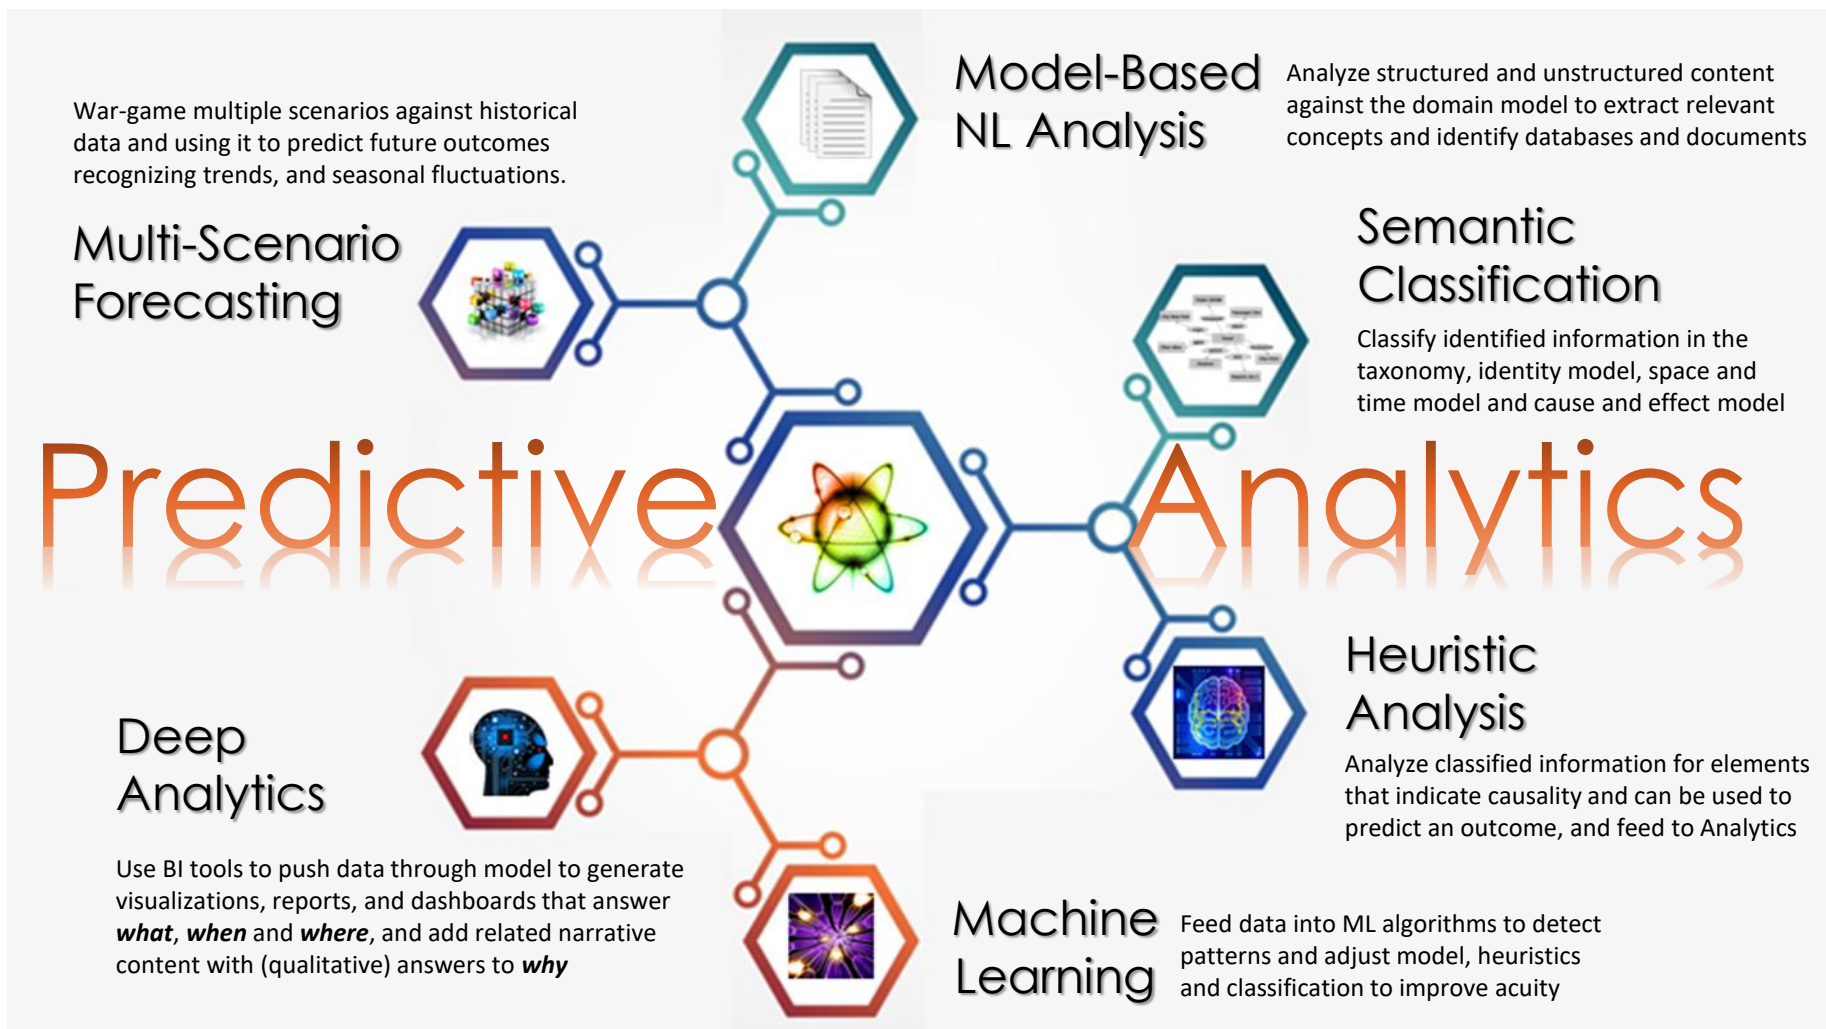 Model-Based
NL Analysis
Analyze structured and unstructured content
against the domain model to extract relevant
concepts and identify databases and documents
War-game multiple scenarios against historical
data and using it to predict future outcomes
recognizing trends, and seasonal fluctuations.
Multi-Scenario
Forecasting
Semantic
Classification
Classify identified information in the
taxonomy, identity model, space and
time model and cause and effect model
Predictive Analytics
Heuristic
Analysis
Analyze classified information for elements
that indicate causality and can be used to
predict an outcome, and feed to Analytics
Deep
Analytics
Use BI tools to push data through model to generate
visualizations, reports, and dashboards that answer
what, when and where, and add related narrative
content with (qualitative) answers to why
Machine
Learning
Feed data into ML algorithms to detect
patterns and adjust model, heuristics
and classification to improve acuity